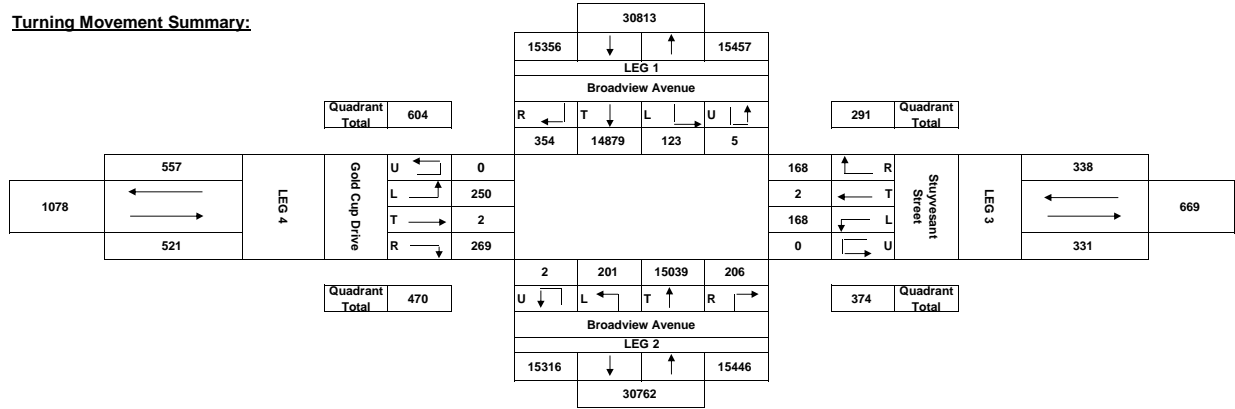 Turning Movement Summary:
30813
15356 15457
LEG 1
Broadview Avenue
Quadrant Total 604
R T L U
354 14879 123 5
291 Quadrant Total
557
1078
521
LEG 4
Gold Cup Drive
U 0
L 250
T 2
R 269
168 R
2 T
168 L
0 U
Stuyvesant Street
LEG 3
338
669
331
Quadrant Total 470
2 201 15039 206
U L T R
374 Quadrant Total
Broadview Avenue
LEG 2
15316 15446
30762